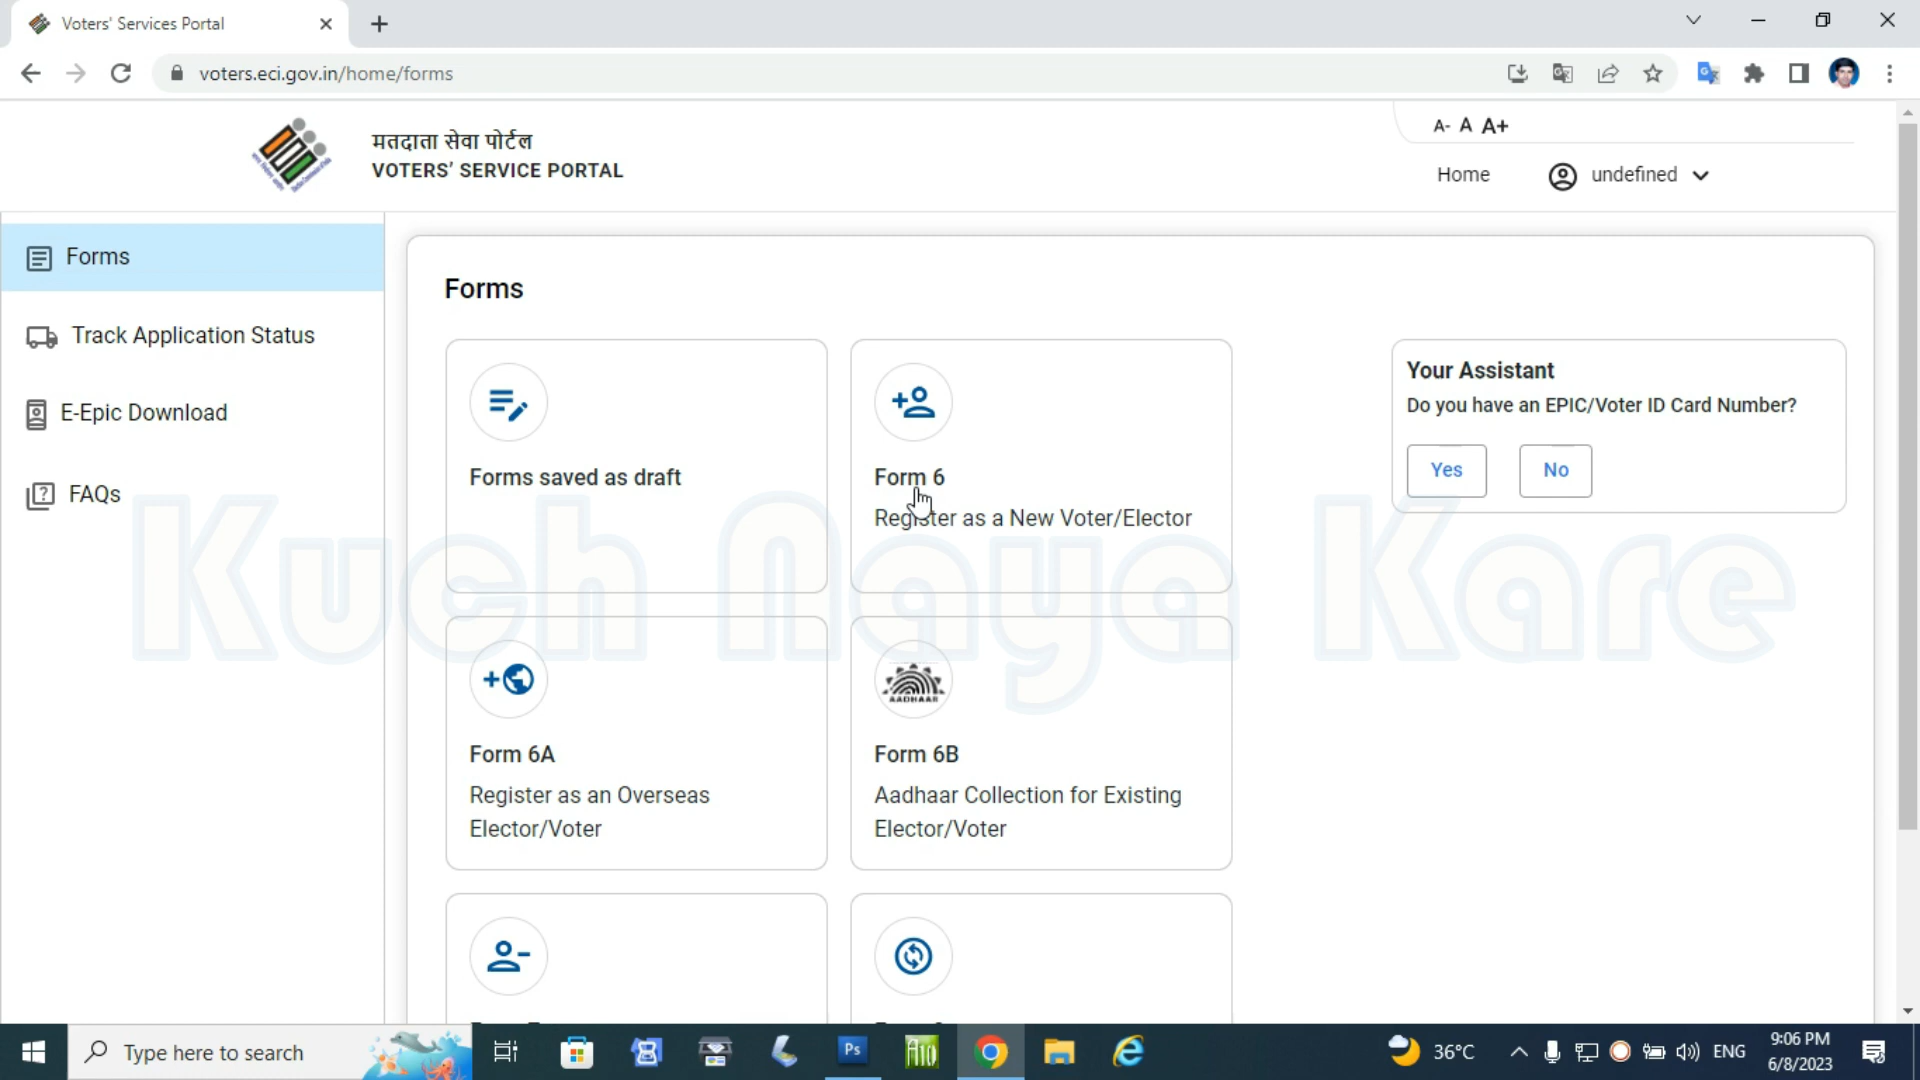 Voters' Services Portal
voters.eci.gov.in/home/forms
मतदाता सेवा पोर्टल
VOTERS' SERVICE PORTAL
A- A A+
Home
undefined
Forms
Track Application Status
E-Epic Download
FAQs
Forms
Forms saved as draft
Form 6
Register as a New Voter/Elector
Your Assistant
Do you have an EPIC/Voter ID Card Number?
Yes
No
Kuch Naya Kare
Form 6A
Register as an Overseas
Elector/Voter
AADHAAR
Form 6B
Aadhaar Collection for Existing
Elector/Voter
Type here to search
Ps
A10
36°C
ENG
9:06 PM
6/8/2023